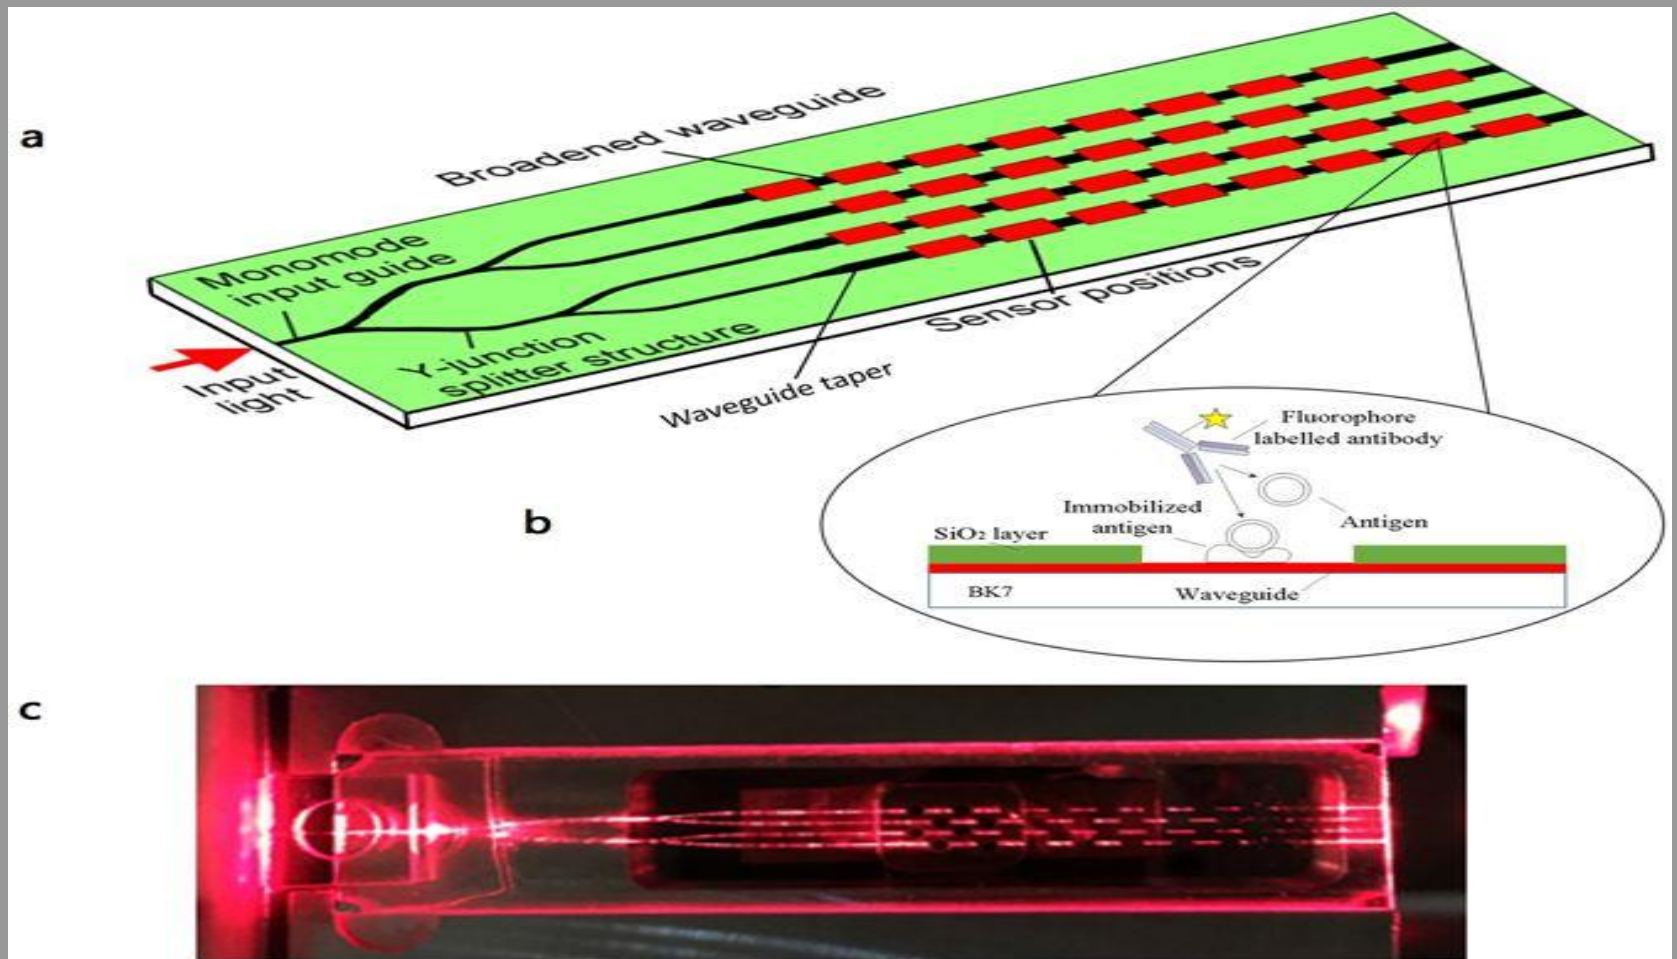 a
Broadened waveguide
Monomode
input guide
Y-junction
splitter structure
Input
light
Waveguide taper
Sensor positions
b
Fluorophore
labelled antibody
Immobilized
antigen
Antigen
SiO₂ layer
BK7
Waveguide
c